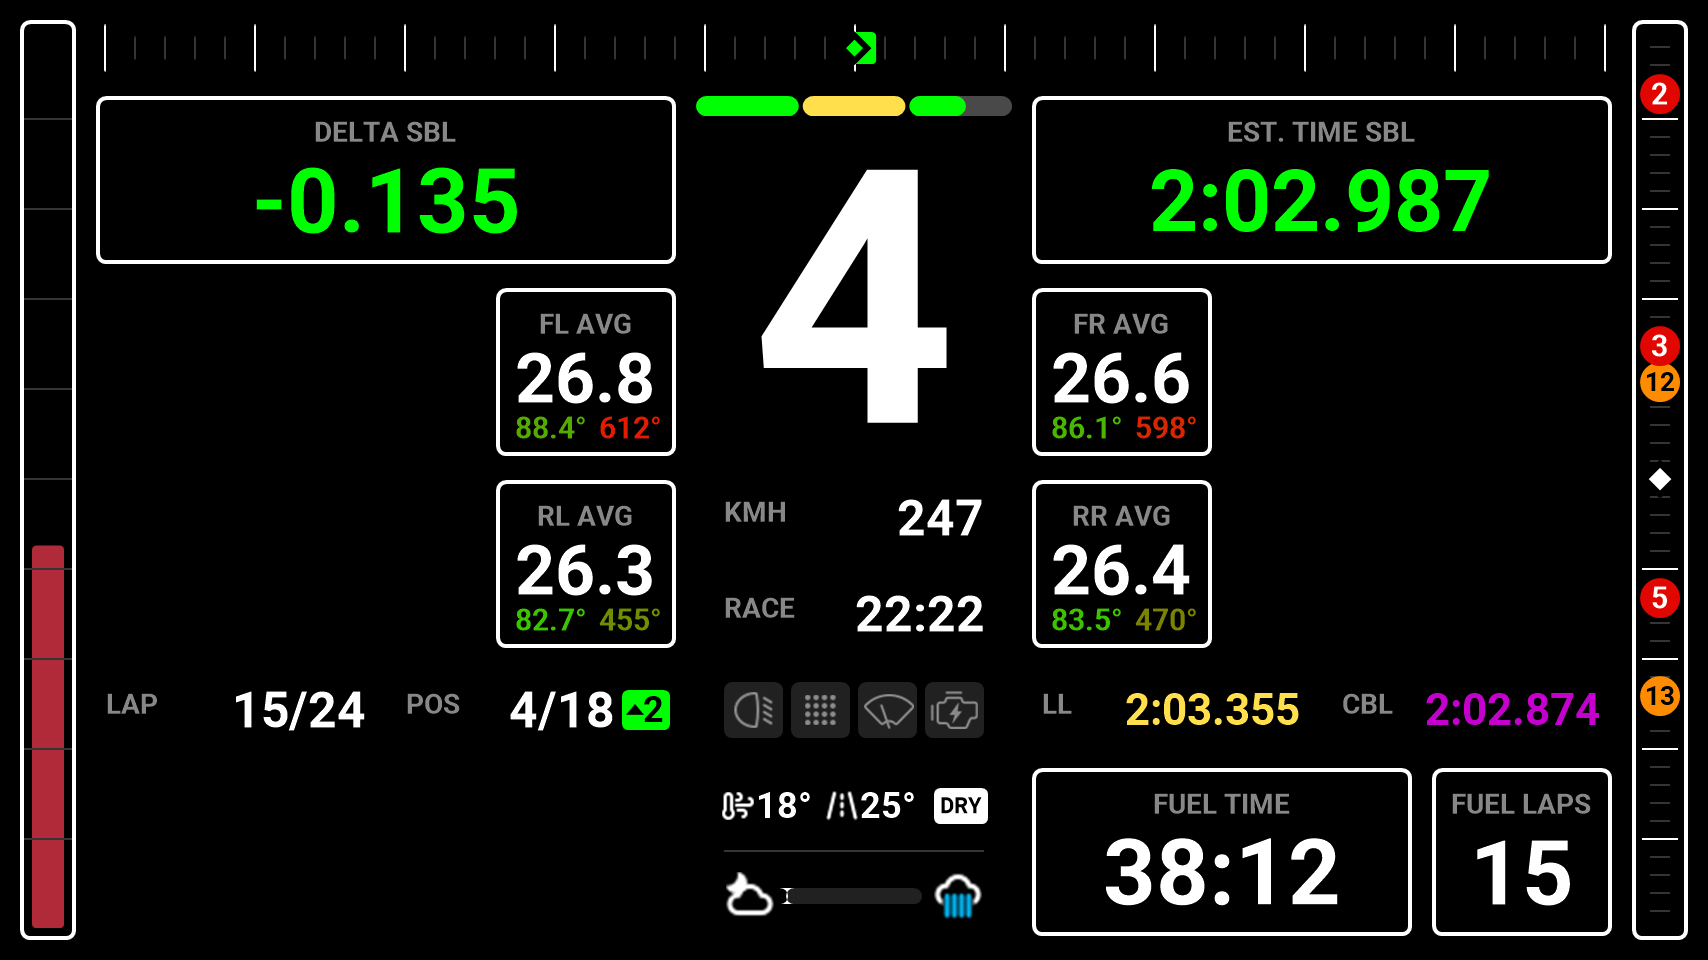 DELTA SBL
-0.135
EST. TIME SBL
2:02.987
4
FL AVG
26.8
88.4° 612°
FR AVG
26.6
86.1° 598°
RL AVG
26.3
82.7° 455°
RR AVG
26.4
83.5° 470°
KMH 247
RACE 22:22
LAP 15/24 POS 4/18 2
LL 2:03.355 CBL 2:02.874
18° 25° DRY
FUEL TIME
38:12
FUEL LAPS
15
2
3
12
5
13